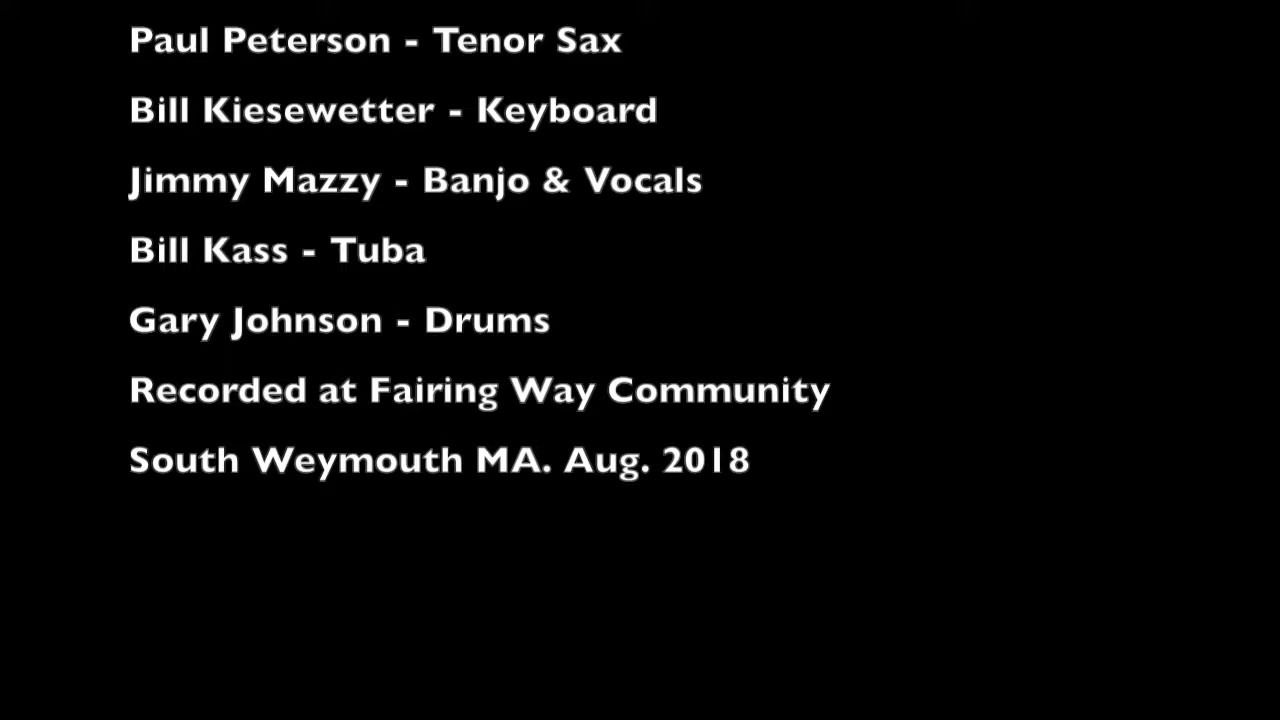 Paul Peterson - Tenor Sax
Bill Kiesewetter - Keyboard
Jimmy Mazzy - Banjo & Vocals
Bill Kass - Tuba
Gary Johnson - Drums
Recorded at Fairing Way Community
South Weymouth MA. Aug. 2018